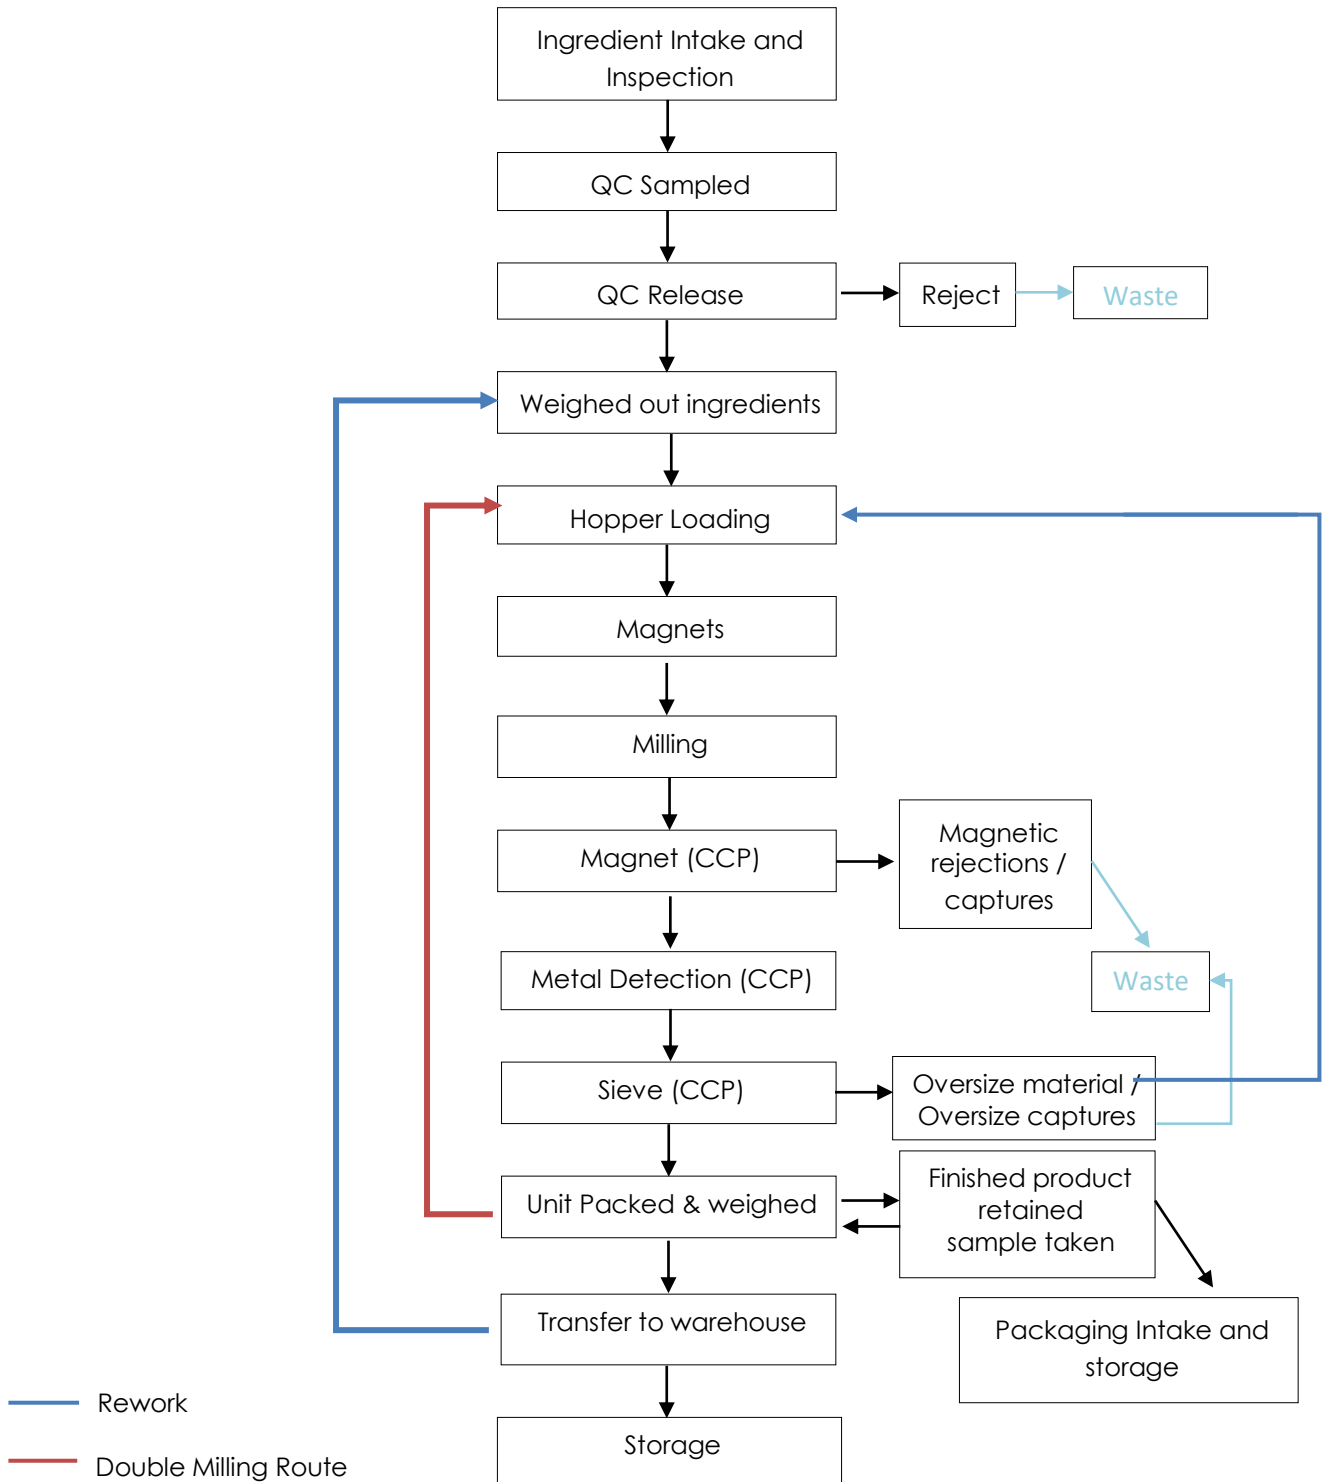 Ingredient Intake and
Inspection
QC Sampled
QC Release
Reject
Waste
Weighed out ingredients
Hopper Loading
Magnets
Milling
Magnet (CCP)
Magnetic
rejections /
captures
Metal Detection (CCP)
Waste
Sieve (CCP)
Oversize material /
Oversize captures
Unit Packed & weighed
Finished product
retained
sample taken
Transfer to warehouse
Packaging Intake and
storage
Rework
Storage
Double Milling Route